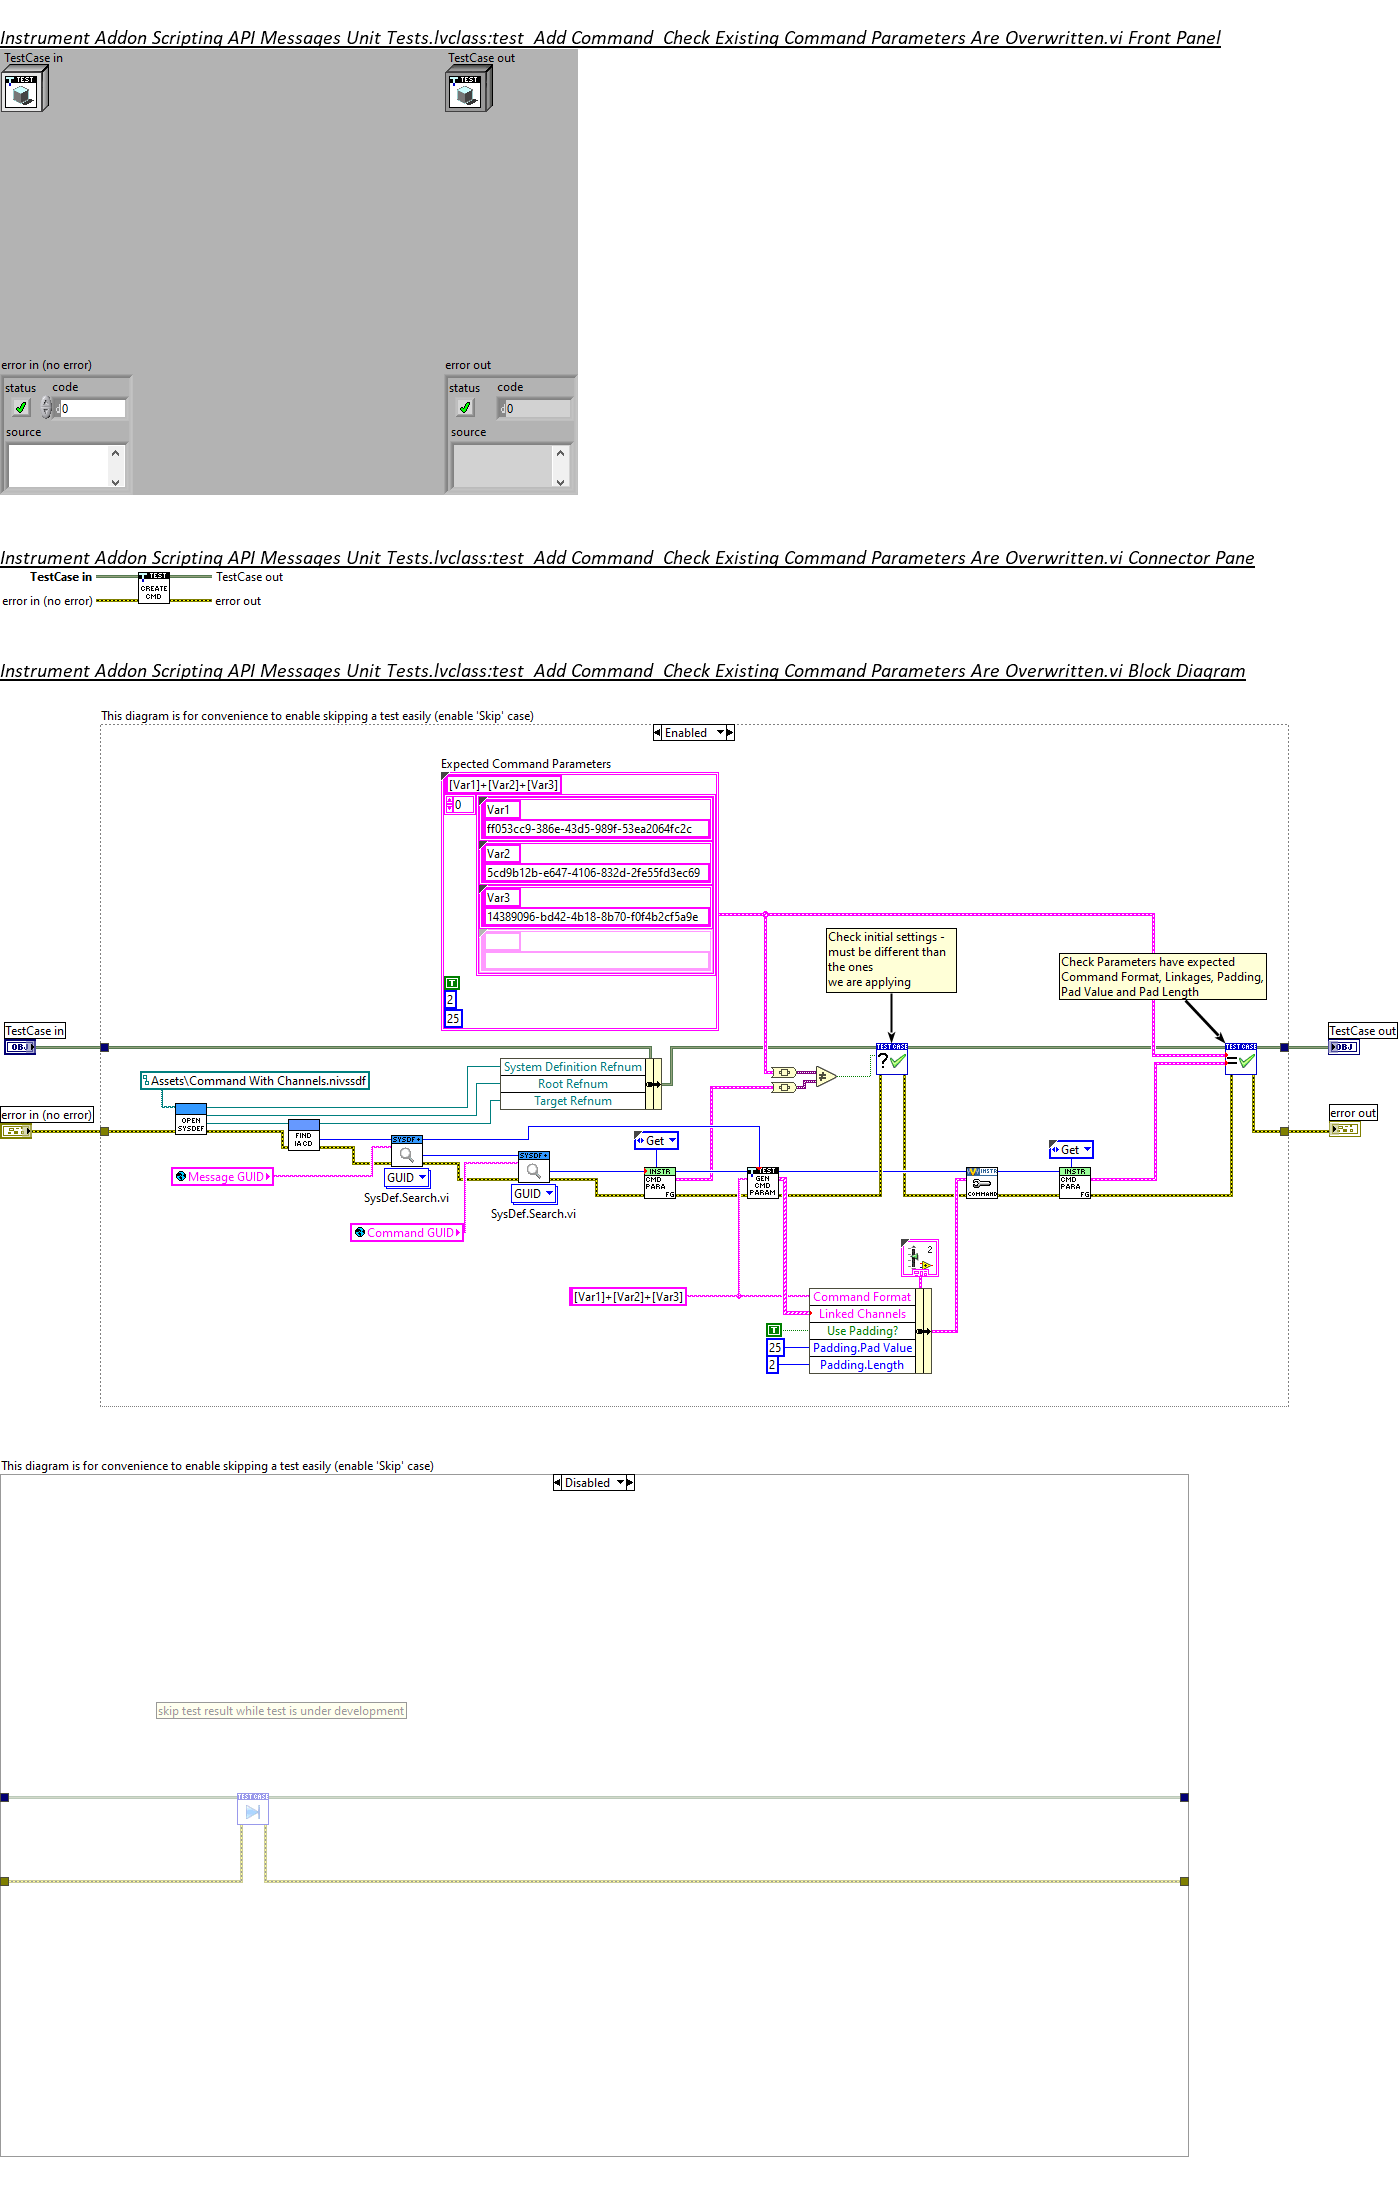 Instrument Addon Scripting API Messages Unit Tests.lvclass:test_Add Command_Check Existing Command Parameters Are Overwritten.vi Front Panel
TestCase in
TestCase out
TEST
TEST
error in (no error)
error out
status
code
status
code
d
0
d
0
source
source
Instrument Addon Scripting API Messages Unit Tests.lvclass:test_Add Command_Check Existing Command Parameters Are Overwritten.vi Connector Pane
TestCase in
TEST
TestCase out
CREATE
CMD
error in (no error)
error out
Instrument Addon Scripting API Messages Unit Tests.lvclass:test_Add Command_Check Existing Command Parameters Are Overwritten.vi Block Diagram
This diagram is for convenience to enable skipping a test easily (enable 'Skip' case)
Enabled
Expected Command Parameters
[Var1]+[Var2]+[Var3]
0
Var1
ff053cc9-386e-43d5-989f-53ea2064fc2c
Var2
5cd9b12b-e647-4106-832d-2fe55fd3ec69
Var3
14389096-bd42-4b18-8b70-f0f4b2cf5a9e
T
2
25
Check initial settings -
must be different than
the ones
we are applying
Check Parameters have expected
Command Format, Linkages, Padding,
Pad Value and Pad Length
TestCase in
OBJ
TestCase out
OBJ
TESTCASE
?
TESTCASE
=
System Definition Refnum
Root Refnum
Target Refnum
Assets\Command With Channels.nivssdf
error in (no error)
error out
OPEN
SYSDEF
FIND
IACD
SYSDF+
SYSDF+
Message GUID
GUID
SysDef.Search.vi
GUID
SysDef.Search.vi
Command GUID
Get
INSTR
CMD
PARA
FG
TEST
GEN
CMD
PARAM
INSTR
COMMAND
Get
INSTR
CMD
PARA
FG
2
[Var1]+[Var2]+[Var3]
Command Format
Linked Channels
T
Use Padding?
25
Padding.Pad Value
2
Padding.Length
This diagram is for convenience to enable skipping a test easily (enable 'Skip' case)
Disabled
skip test result while test is under development
TESTCASE